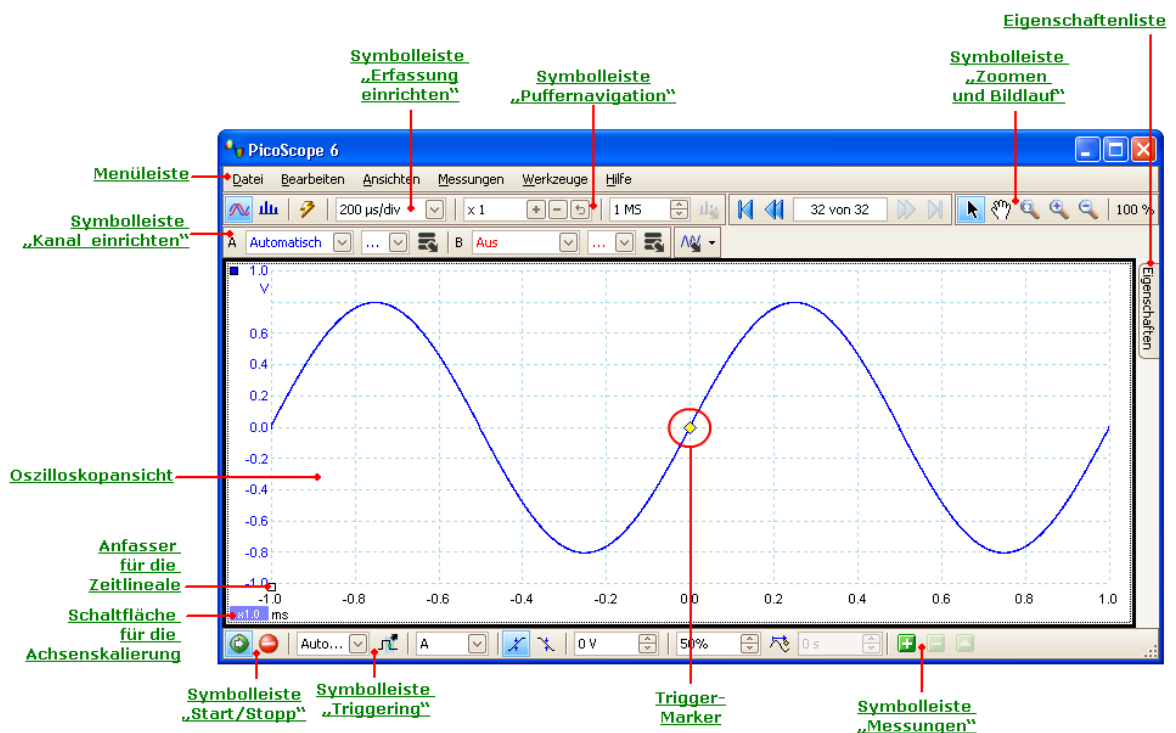 Eigenschaftenliste
Symbolleiste
„Erfassung
einrichten“
Symbolleiste
„Puffernavigation“
Symbolleiste
„Zoomen
und Bildlauf“
PicoScope 6
Menüleiste
Datei Bearbeiten Ansichten Messungen Werkzeuge Hilfe
200 µs/div x 1 1 MS 32 von 32 100 %
Symbolleiste
„Kanal einrichten“
A Automatisch ... B Aus ...
1.0
V
0.6
0.4
0.2
0.0
-0.2
-0.4
-0.6
-0.8
-1.0
Eigenschaften
Oszilloskopansicht
Anfasser
für die
Zeitlineale
-1.0 -0.8 -0.6 -0.4 -0.2 0.0 0.2 0.4 0.6 0.8 1.0
x1.0 ms
Schaltfläche
für die
Achsenskalierung
Auto... A 0 V 50% 0 s
Symbolleiste
„Start/Stopp“
Symbolleiste
„Triggering“
Trigger-
Marker
Symbolleiste
„Messungen“